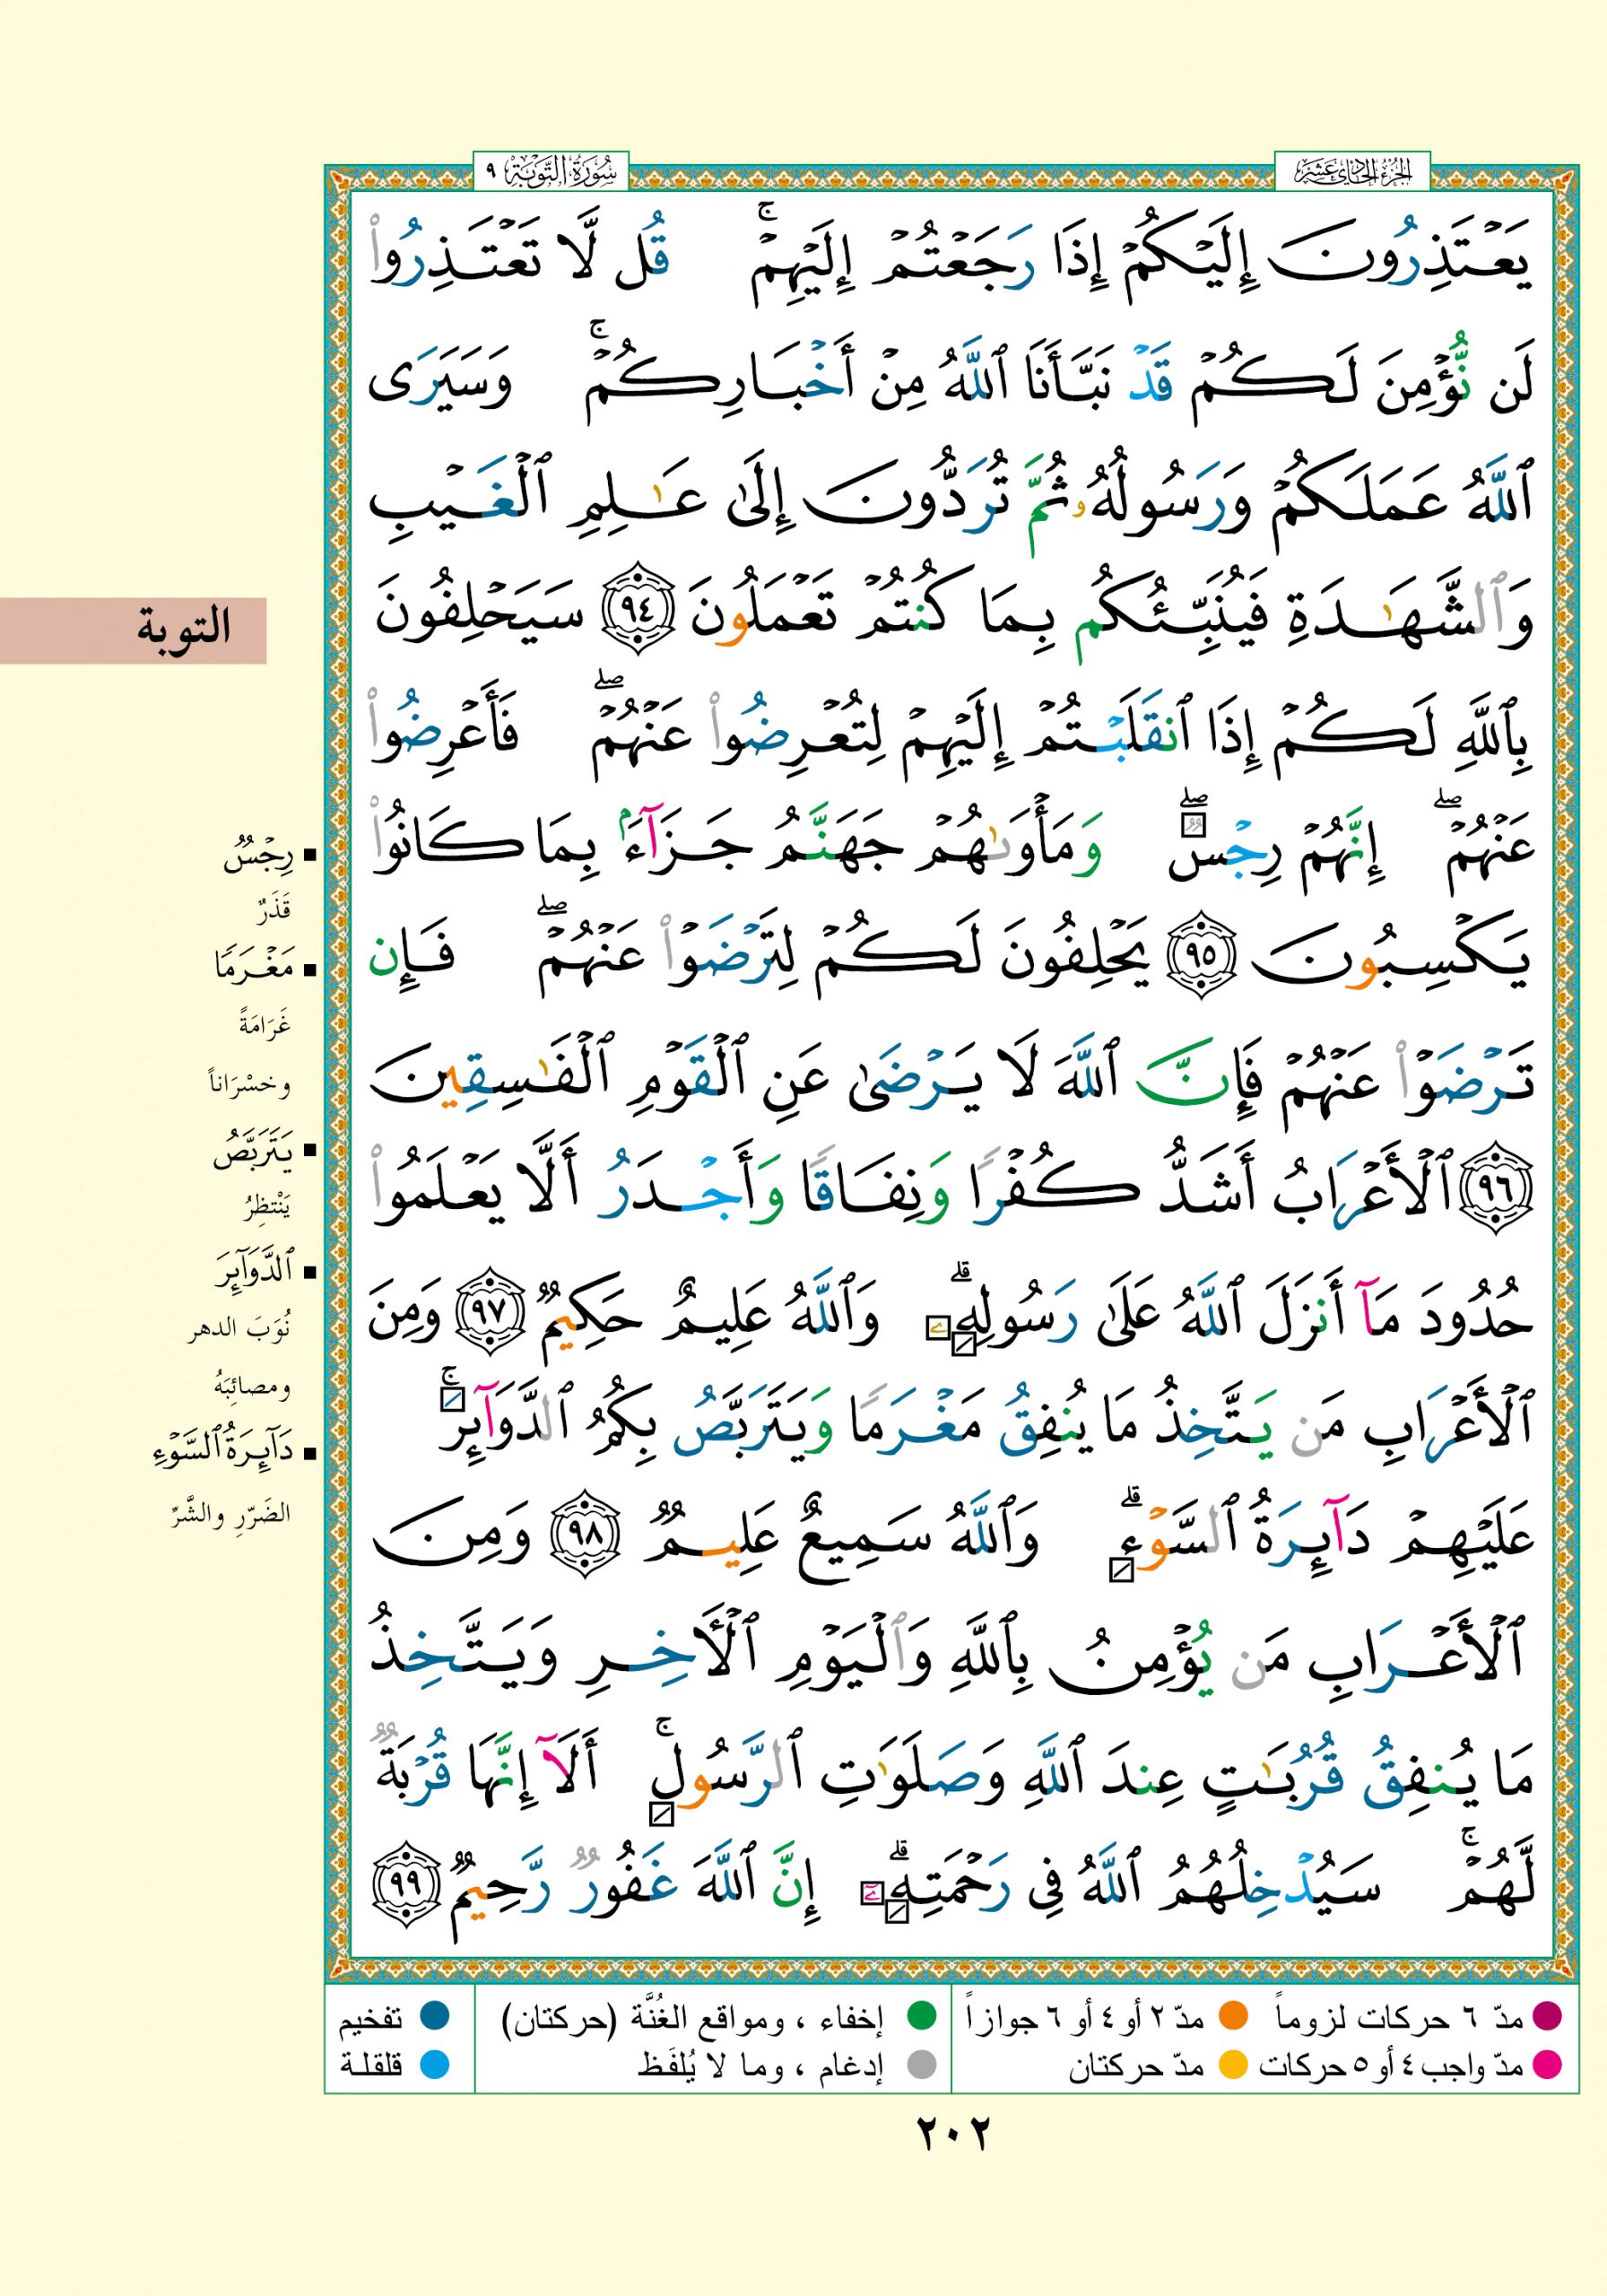 الجزء الحادي عشر
سورة التوبة ٩
يَعْتَذِرُونَ إِلَيْكُمْ إِذَا رَجَعْتُمْ إِلَيْهِمْ ۚ قُل لَّا تَعْتَذِرُوا۟
لَن نُّؤْمِنَ لَكُمْ قَدْ نَبَّأَنَا ٱللَّهُ مِنْ أَخْبَارِكُمْ ۚ وَسَيَرَى
ٱللَّهُ عَمَلَكُمْ وَرَسُولُهُۥ ثُمَّ تُرَدُّونَ إِلَىٰ عَـٰلِمِ ٱلْغَيْبِ
وَٱلشَّهَـٰدَةِ فَيُنَبِّئُكُم بِمَا كُنتُمْ تَعْمَلُونَ ٩٤ سَيَحْلِفُونَ
بِٱللَّهِ لَكُمْ إِذَا ٱنقَلَبْتُمْ إِلَيْهِمْ لِتُعْرِضُوا۟ عَنْهُمْ ۖ فَأَعْرِضُوا۟
عَنْهُمْ ۖ إِنَّهُمْ رِجْسٌ ۖ وَمَأْوَىٰهُمْ جَهَنَّمُ جَزَآءًۢ بِمَا كَانُوا۟
يَكْسِبُونَ ٩٥ يَحْلِفُونَ لَكُمْ لِتَرْضَوْا۟ عَنْهُمْ ۖ فَإِن
تَرْضَوْا۟ عَنْهُمْ فَإِنَّ ٱللَّهَ لَا يَرْضَىٰ عَنِ ٱلْقَوْمِ ٱلْفَـٰسِقِينَ
٩٦ ٱلْأَعْرَابُ أَشَدُّ كُفْرًا وَنِفَاقًا وَأَجْدَرُ أَلَّا يَعْلَمُوا۟
حُدُودَ مَآ أَنزَلَ ٱللَّهُ عَلَىٰ رَسُولِهِۦ ۗ وَٱللَّهُ عَلِيمٌ حَكِيمٌ ٩٧ وَمِنَ
ٱلْأَعْرَابِ مَن يَتَّخِذُ مَا يُنفِقُ مَغْرَمًا وَيَتَرَبَّصُ بِكُمُ ٱلدَّوَآئِرَ ۚ
عَلَيْهِمْ دَآئِرَةُ ٱلسَّوْءِ ۗ وَٱللَّهُ سَمِيعٌ عَلِيمٌ ٩٨ وَمِنَ
ٱلْأَعْرَابِ مَن يُؤْمِنُ بِٱللَّهِ وَٱلْيَوْمِ ٱلْـَٔاخِرِ وَيَتَّخِذُ
مَا يُنفِقُ قُرُبَـٰتٍ عِندَ ٱللَّهِ وَصَلَوَٰتِ ٱلرَّسُولِ ۚ أَلَآ إِنَّهَا قُرْبَةٌ
لَّهُمْ ۚ سَيُدْخِلُهُمُ ٱللَّهُ فِى رَحْمَتِهِۦٓ ۗ إِنَّ ٱللَّهَ غَفُورٌ رَّحِيمٌ ٩٩
التوبة
■ رِجْسٌ
قَذَرٌ
■ مَغْرَمًا
غَرَامَةً
وخسْرَاناً
■ يَتَرَبَّصُ
يَنْتظِرُ
■ ٱلدَّوَآئِرَ
نُوَبَ الدهر
ومصائِبَهُ
■ دَآئِرَةُ ٱلسَّوْءِ
الضَرّرِ والشَّرِّ
مدّ ٦ حركات لزوماً
مدّ ٢ أو ٤ أو ٦ جوازاً
إخفاء ، ومواقع الغُنَّة (حركتان)
تفخيم
مدّ واجب ٤ أو ٥ حركات
مدّ حركتان
إدغام ، وما لا يُلفَظ
قلقلة
٢٠٢